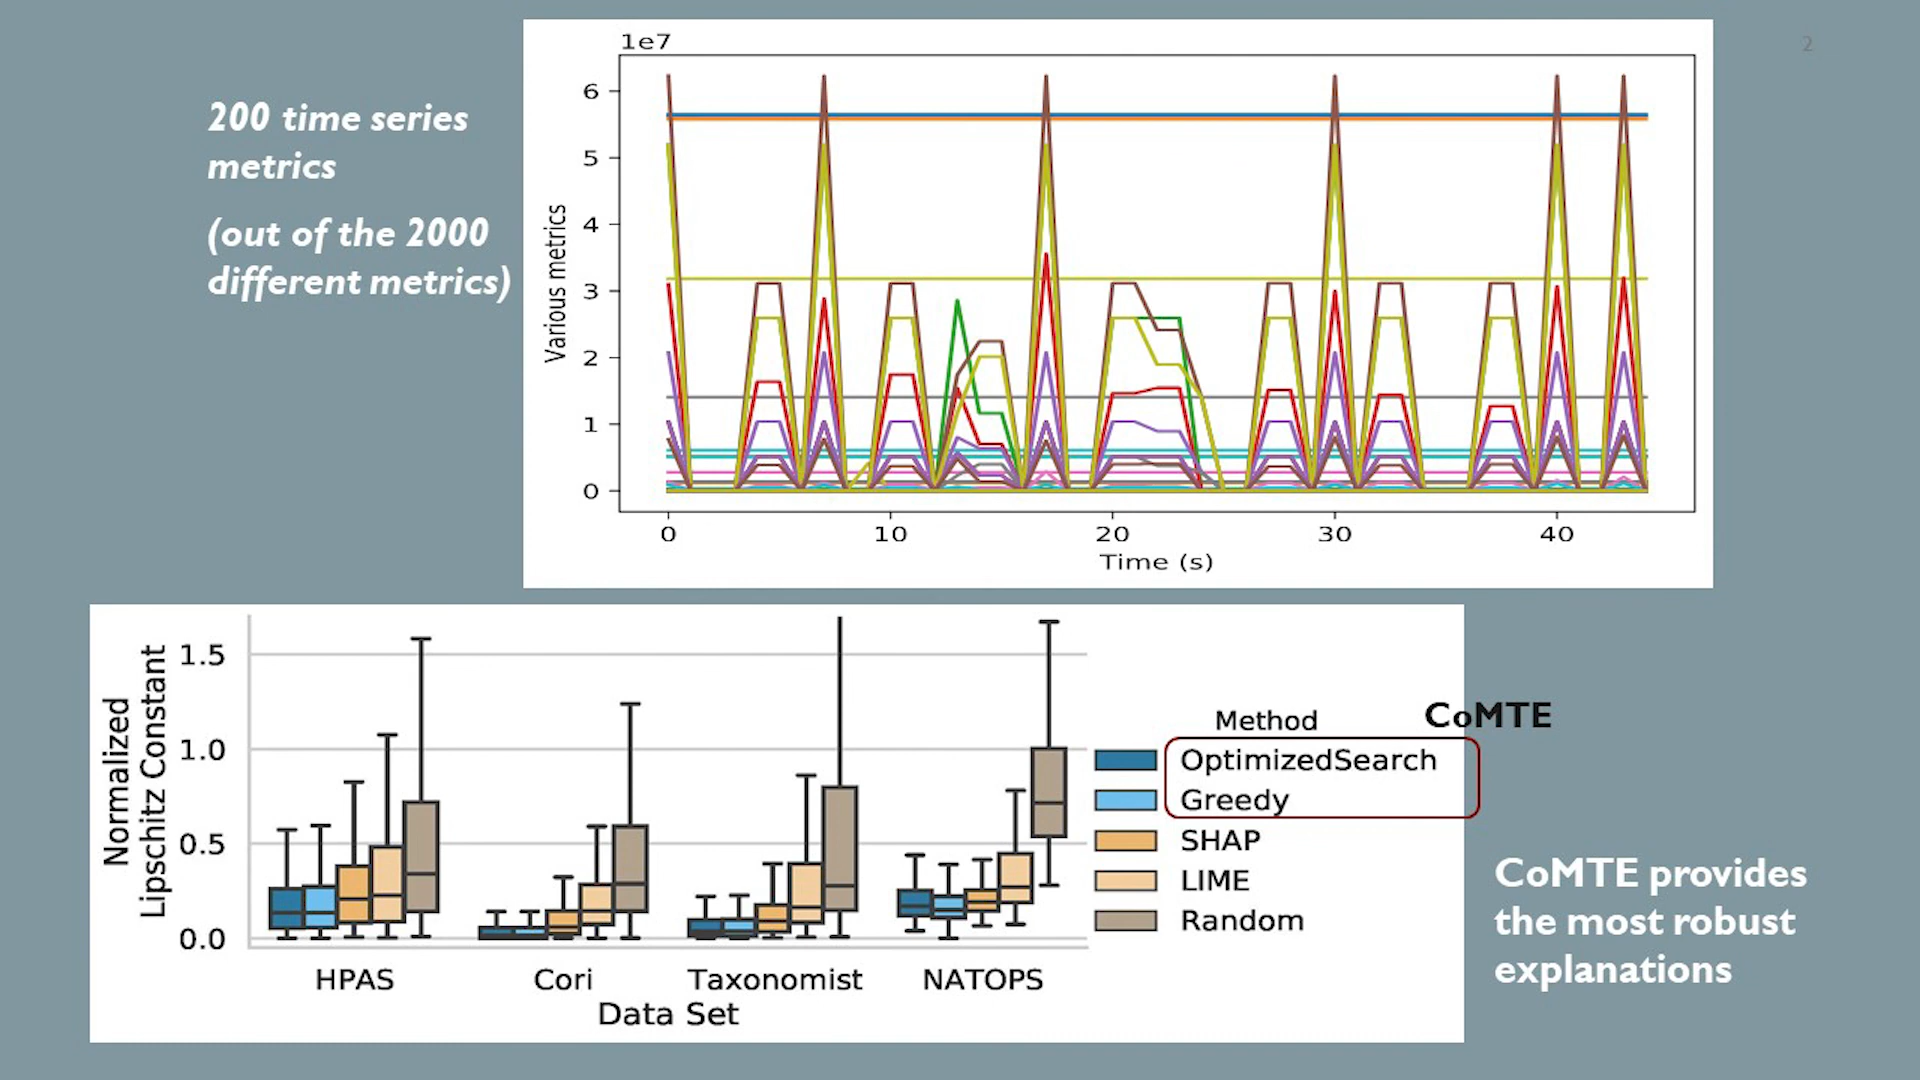 2
200 time series
metrics
(out of the 2000
different metrics)
1e7
6
5
4
3
2
1
0
Various metrics
0 10 20 30 40
Time (s)
Normalized
Lipschitz Constant
1.5
1.0
0.5
0.0
HPAS Cori Taxonomist NATOPS
Data Set
Method
CoMTE
OptimizedSearch
Greedy
SHAP
LIME
Random
CoMTE provides
the most robust
explanations